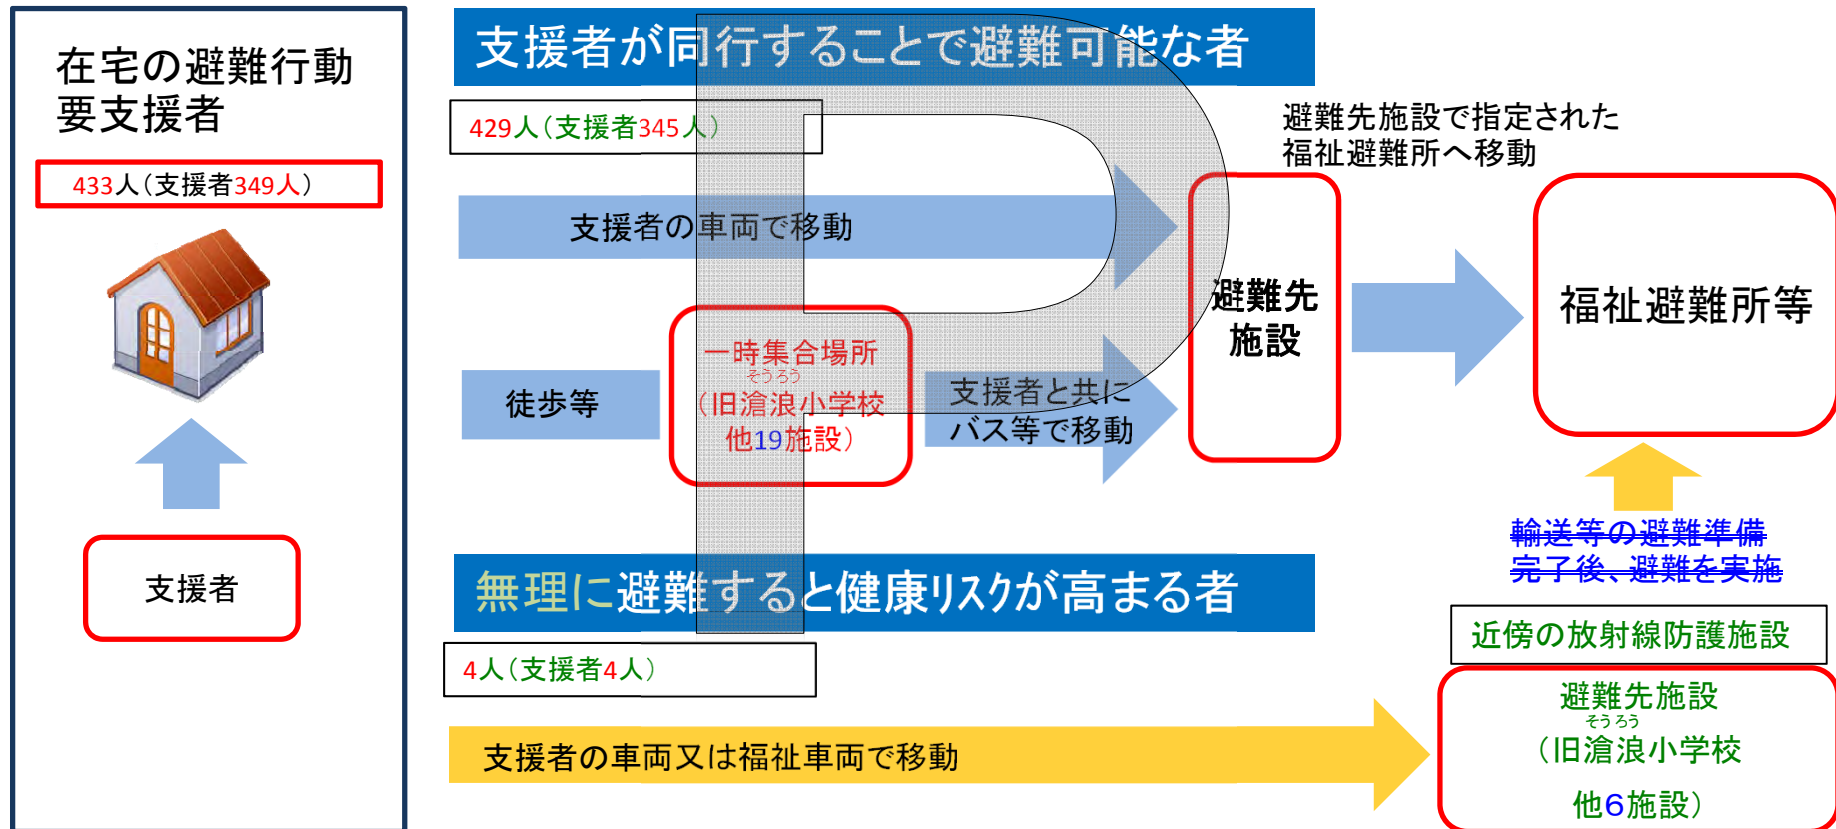 在宅の避難行動
要支援者
433人(支援者349人)
支援者
支援者が同行することで避難可能な者
429人(支援者345人)
支援者の車両で移動
徒歩等
一時集合場所
そうろう
(旧滄浪小学校
他19施設)
支援者と共に
バス等で移動
避難先
施設
避難先施設で指定された
福祉避難所へ移動
福祉避難所等
輸送等の避難準備
完了後、避難を実施
無理に避難すると健康リスクが高まる者
4人(支援者4人)
支援者の車両又は福祉車両で移動
近傍の放射線防護施設
避難先施設
そうろう
(旧滄浪小学校
他6施設)